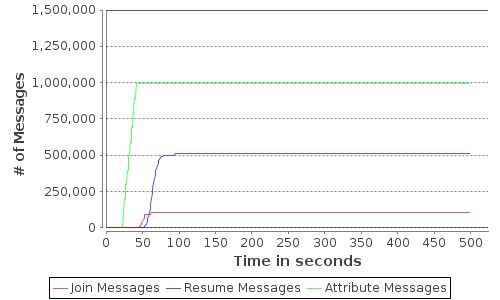 1,500,000
1,250,000
1,000,000
750,000
500,000
250,000
0
# of Messages
0 50 100 150 200 250 300 350 400 450 500
Time in seconds
Join Messages Resume Messages Attribute Messages